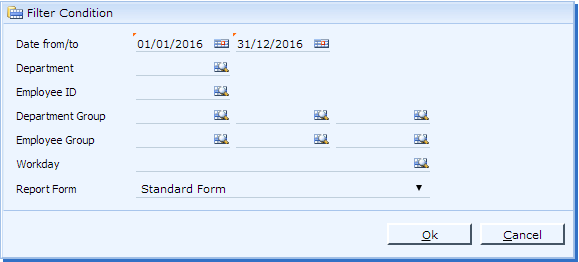 Filter Condition
Date from/to 01/01/2016 31/12/2016
Department
Employee ID
Department Group
Employee Group
Workday
Report Form Standard Form
Ok Cancel